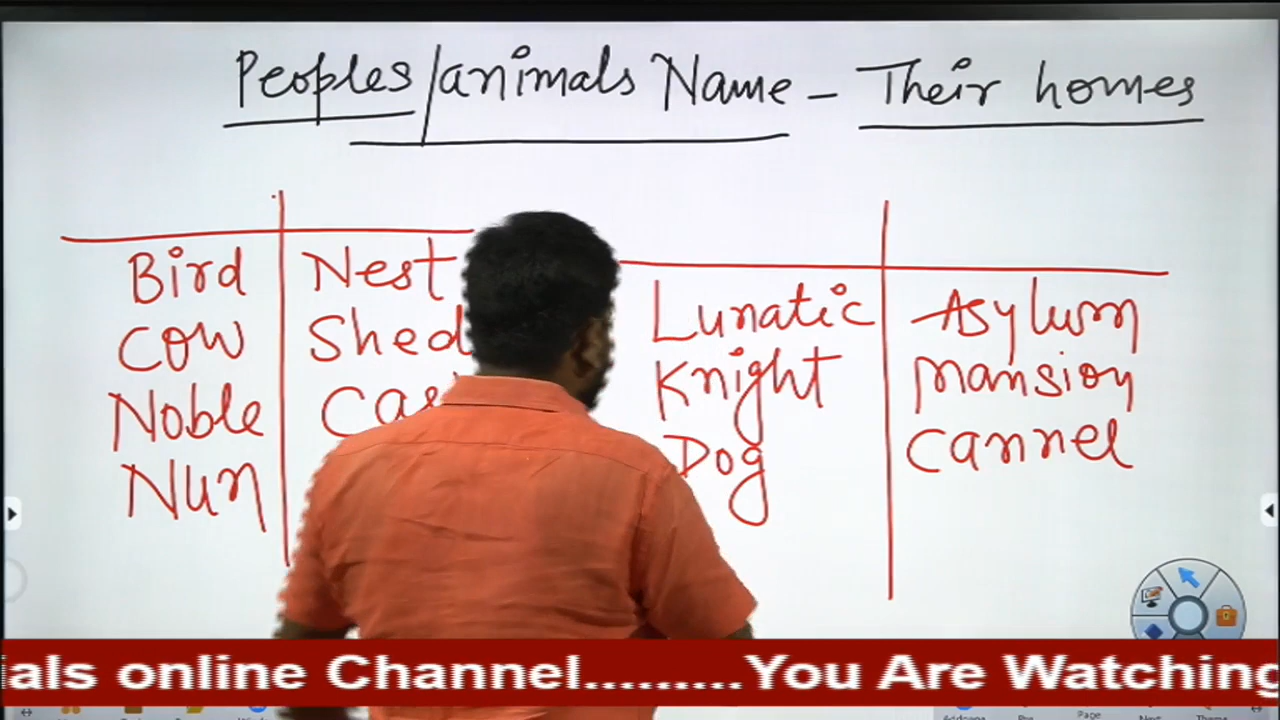 Peoples/animals Name - Their homes
Bird Nest
Cow Shed
Noble
Nun
Lunatic Asylum
Knight Mansion
Dog Cannel
ials online Channel.........You Are Watching
Page